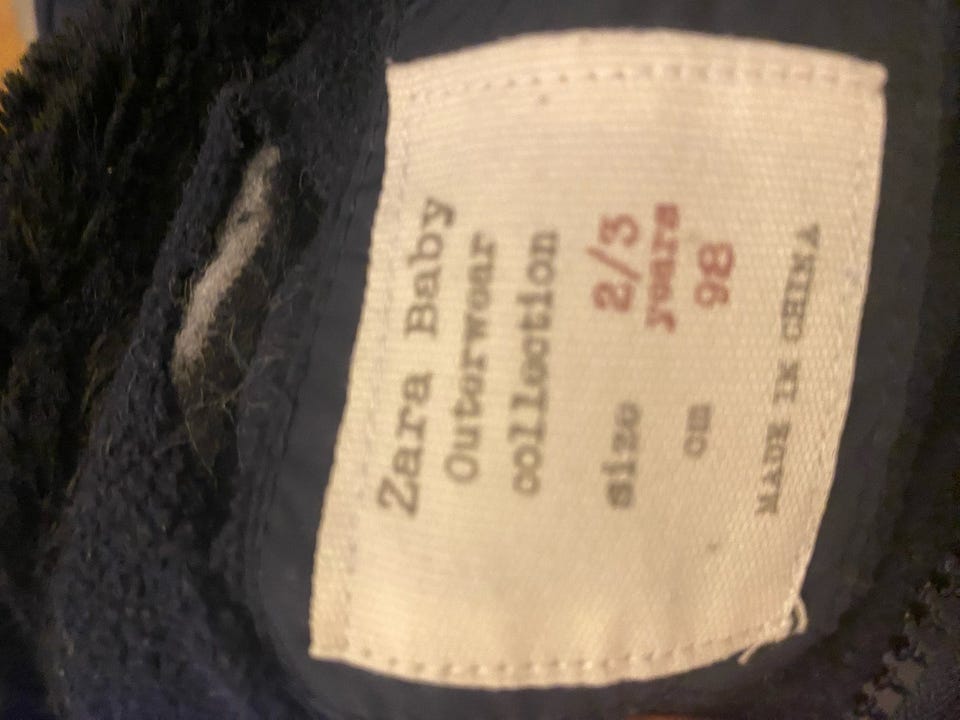 Zara Baby
Outerwear
collection
size 2/3
years
cm 98
MADE IN CHINA